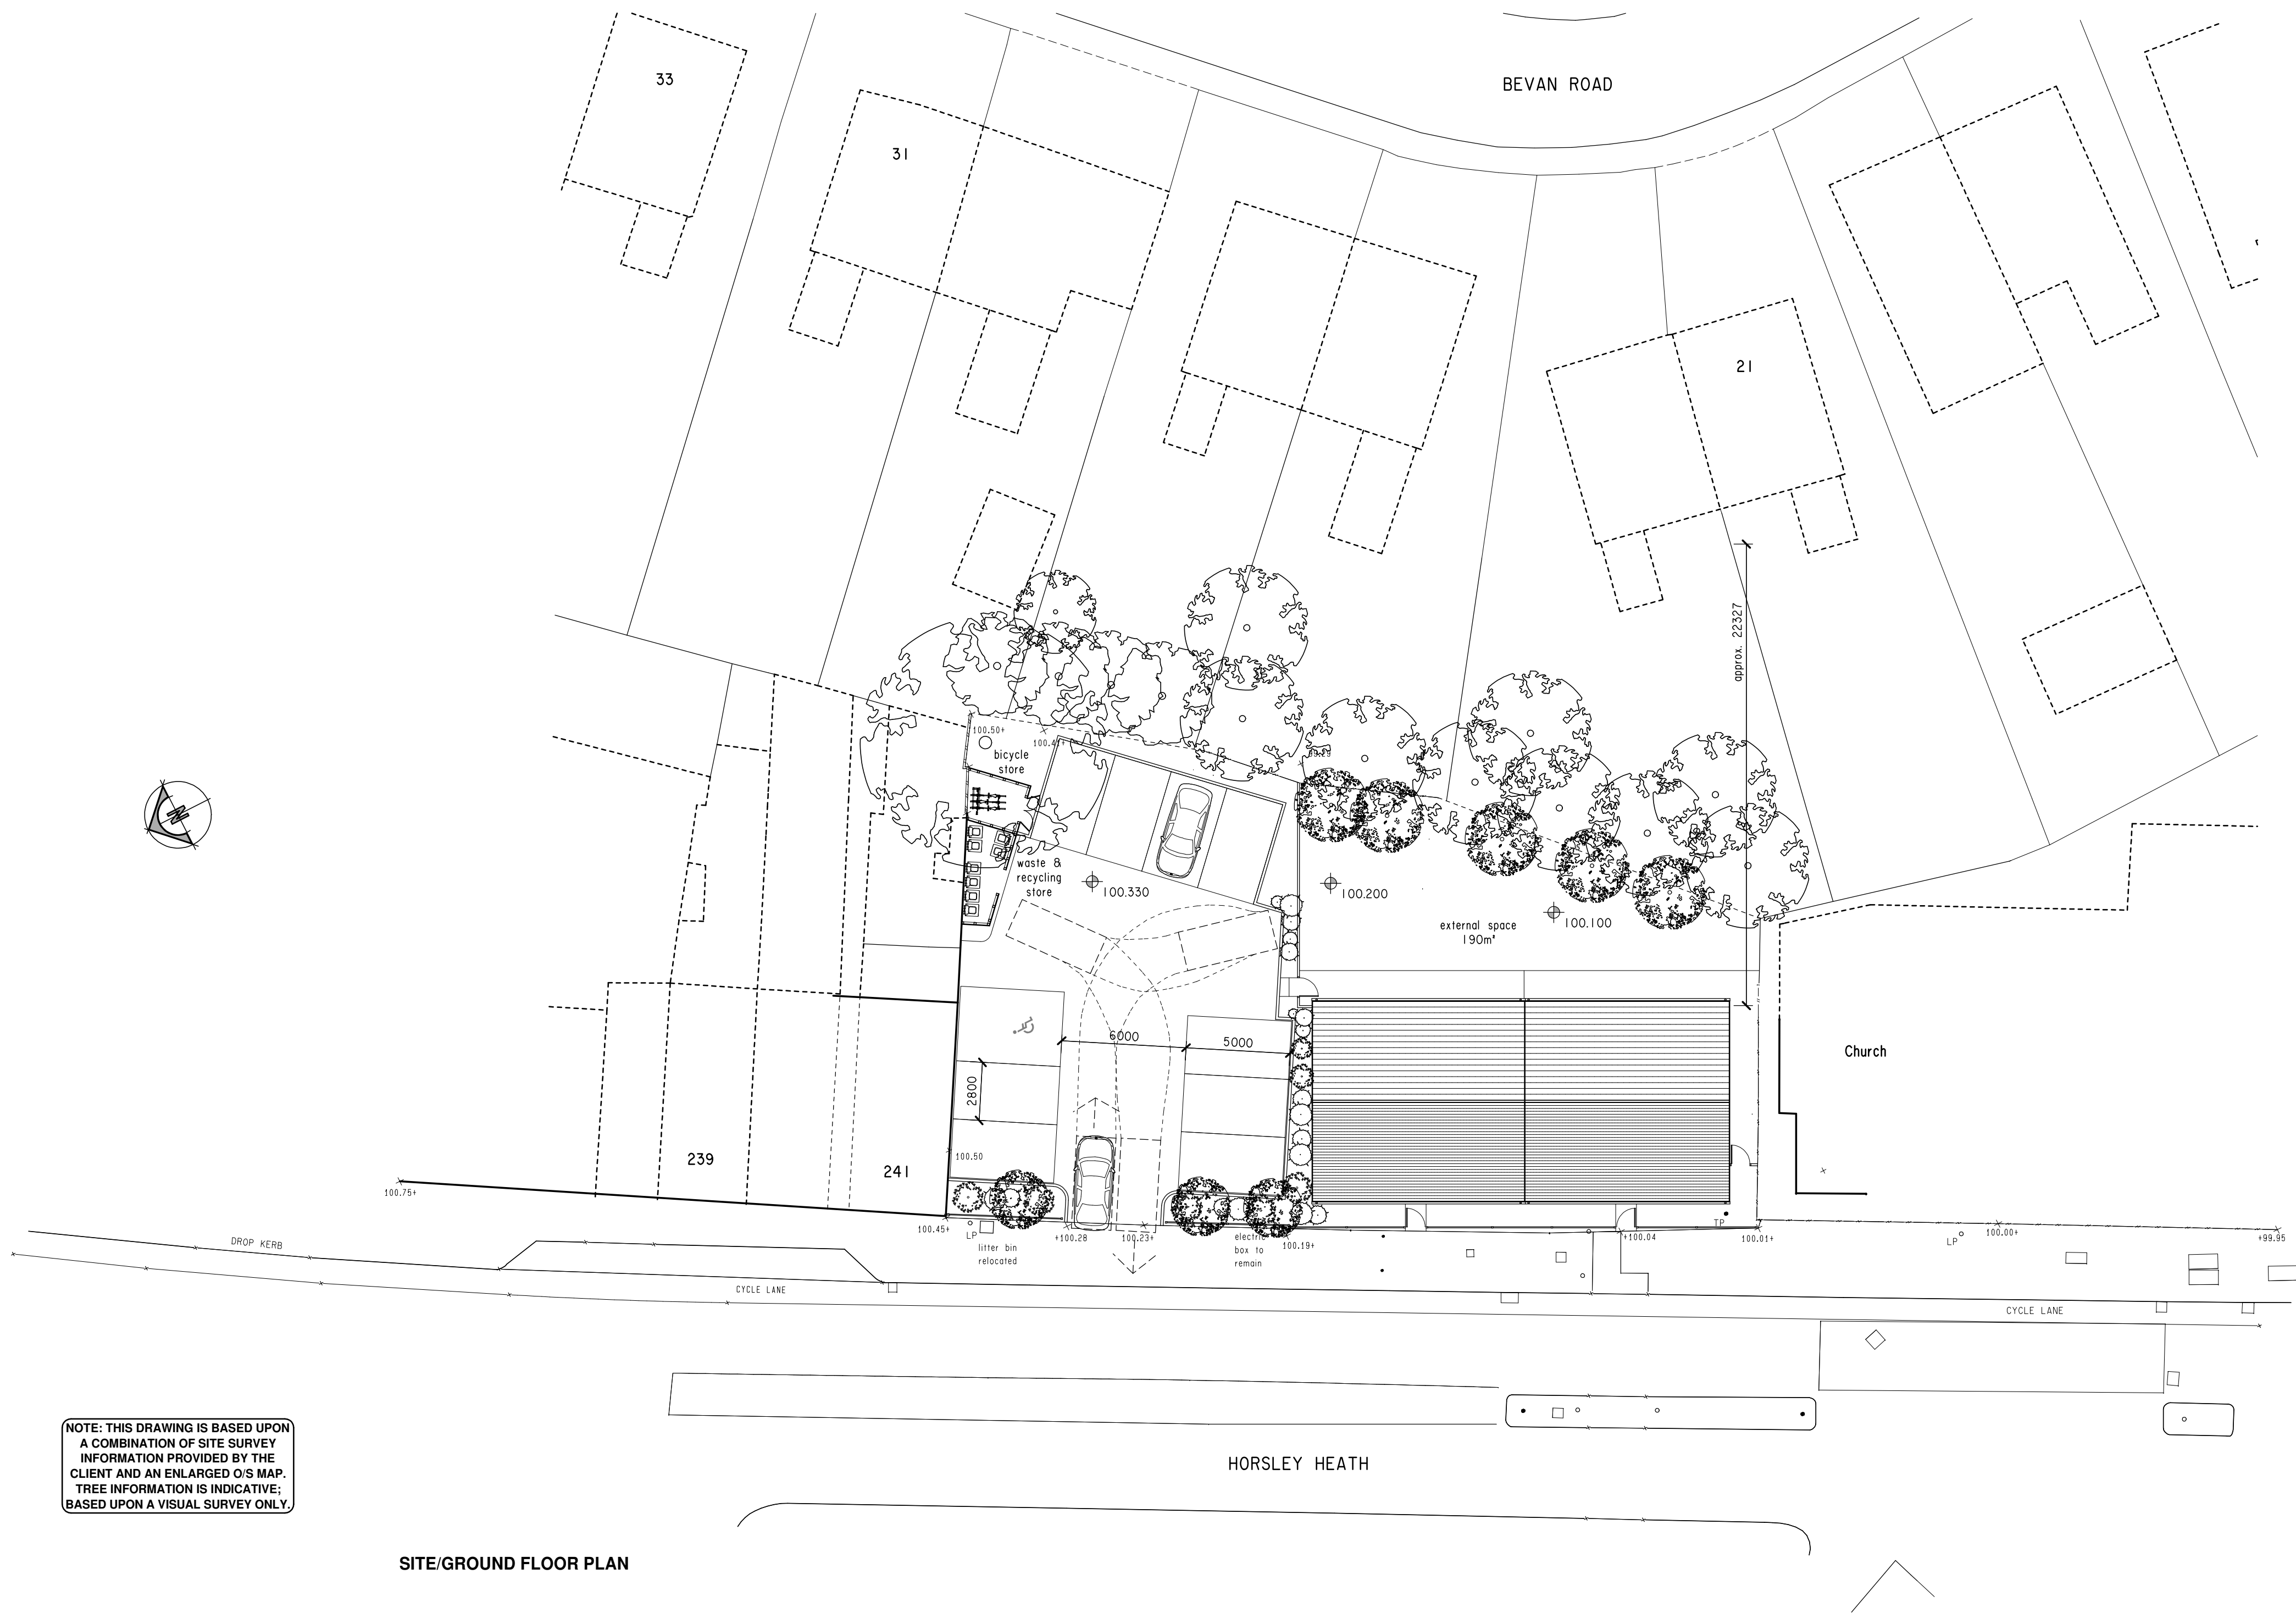 33
BEVAN ROAD
31
21
approx. 22327
100.50+
bicycle
store
waste &
recycling
store
100.330
100.200
100.100
external space
190m²
6000
5000
2800
Church
239
241
100.50
100.75+
100.45+
LP
litter bin
relocated
+100.28
100.23+
electric
box to
remain
100.19+
+100.04
TP
100.01+
LP
100.00+
+99.95
DROP KERB
CYCLE LANE
CYCLE LANE
HORSLEY HEATH
NOTE: THIS DRAWING IS BASED UPON
A COMBINATION OF SITE SURVEY
INFORMATION PROVIDED BY THE
CLIENT AND AN ENLARGED O/S MAP.
TREE INFORMATION IS INDICATIVE;
BASED UPON A VISUAL SURVEY ONLY.
SITE/GROUND FLOOR PLAN
N